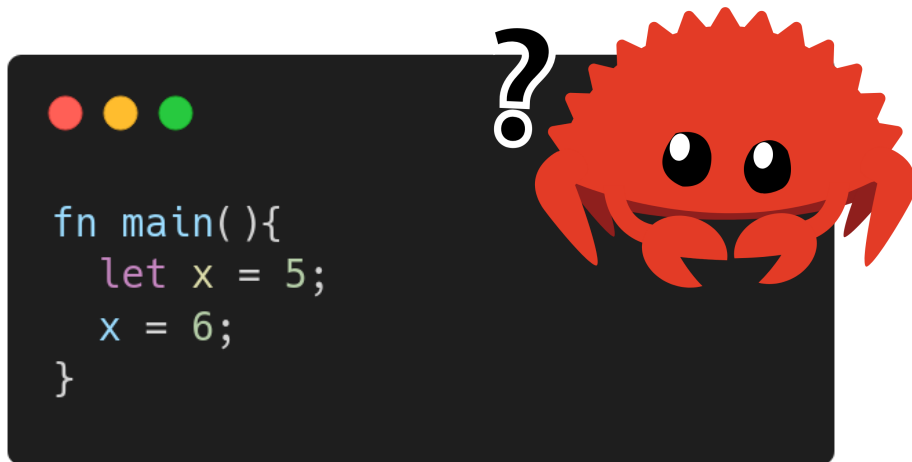 ?
fn main(){
  let x = 5;
  x = 6;
}